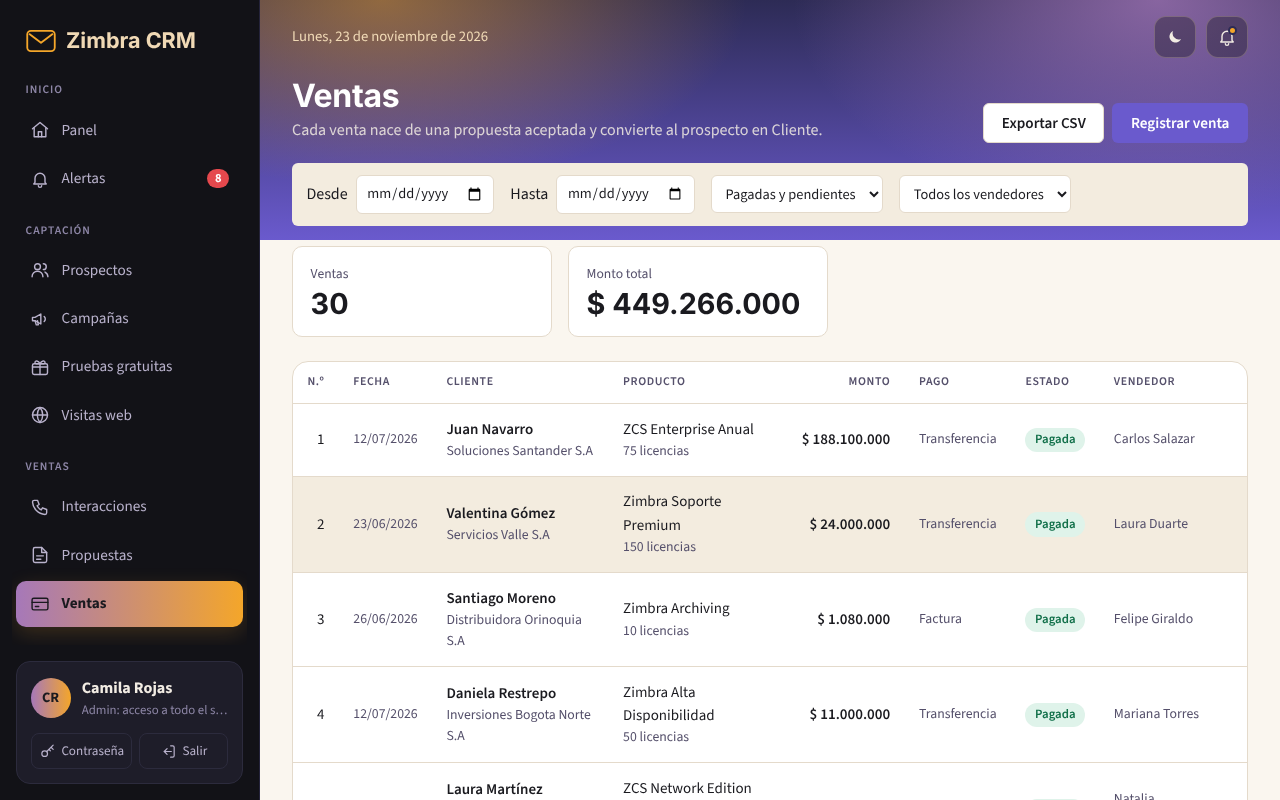 Zimbra CRM
INICIO
Panel
Alertas 8
CAPTACIÓN
Prospectos
Campañas
Pruebas gratuitas
Visitas web
VENTAS
Interacciones
Propuestas
Ventas
CR
Camila Rojas
Admin: acceso a todo el s…
Contraseña Salir
Lunes, 23 de noviembre de 2026
Ventas
Cada venta nace de una propuesta aceptada y convierte al prospecto en Cliente.
Exportar CSV Registrar venta
Desde mm/dd/yyyy Hasta mm/dd/yyyy Pagadas y pendientes Todos los vendedores
Ventas
30
Monto total
$ 449.266.000
N.º FECHA CLIENTE PRODUCTO MONTO PAGO ESTADO VENDEDOR
1 12/07/2026 Juan Navarro ZCS Enterprise Anual $ 188.100.000 Transferencia Pagada Carlos Salazar
Soluciones Santander S.A 75 licencias
2 23/06/2026 Valentina Gómez Zimbra Soporte $ 24.000.000 Transferencia Pagada Laura Duarte
Servicios Valle S.A Premium
150 licencias
3 26/06/2026 Santiago Moreno Zimbra Archiving $ 1.080.000 Factura Pagada Felipe Giraldo
Distribuidora Orinoquia 10 licencias
S.A
4 12/07/2026 Daniela Restrepo Zimbra Alta $ 11.000.000 Transferencia Pagada Mariana Torres
Inversiones Bogota Norte Disponibilidad
S.A 50 licencias
Laura Martínez ZCS Network Edition Natalia